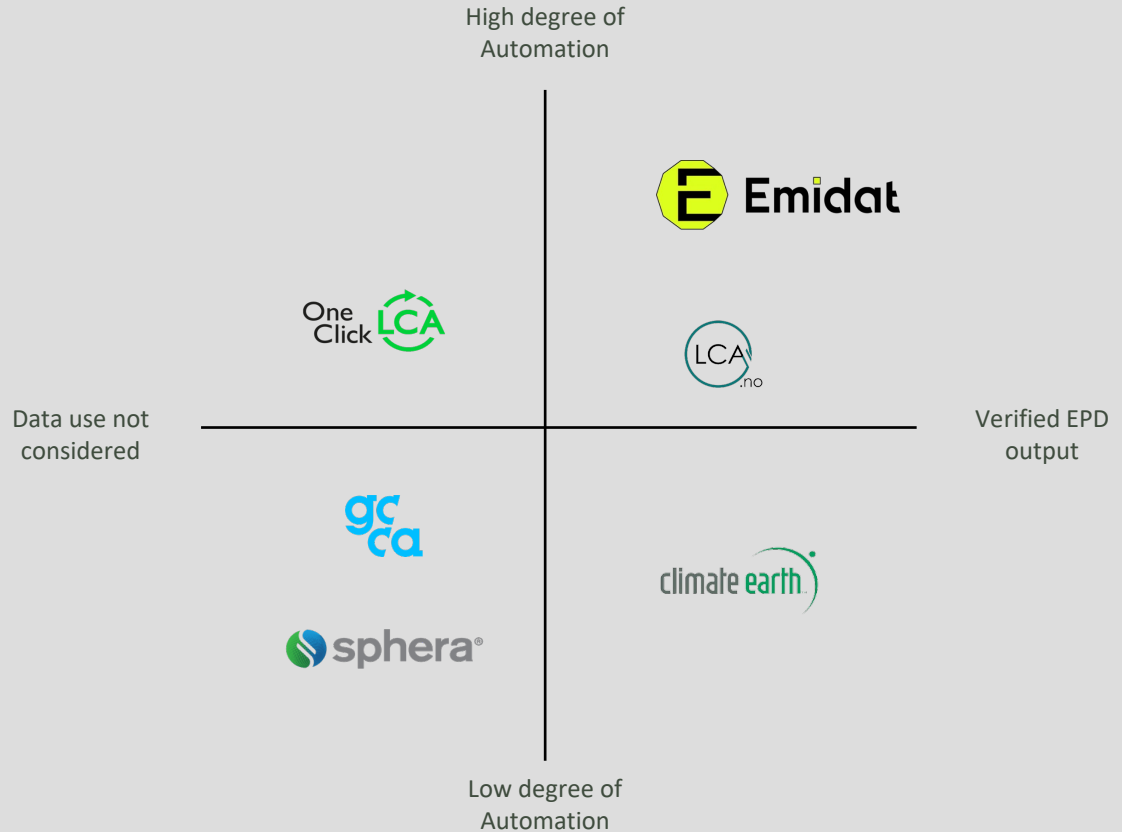 High degree of
Automation
E Emidat
One
Click LCA
LCA
.no
Data use not
considered
Verified EPD
output
gc
ca
climate earth
sphera®
Low degree of
Automation